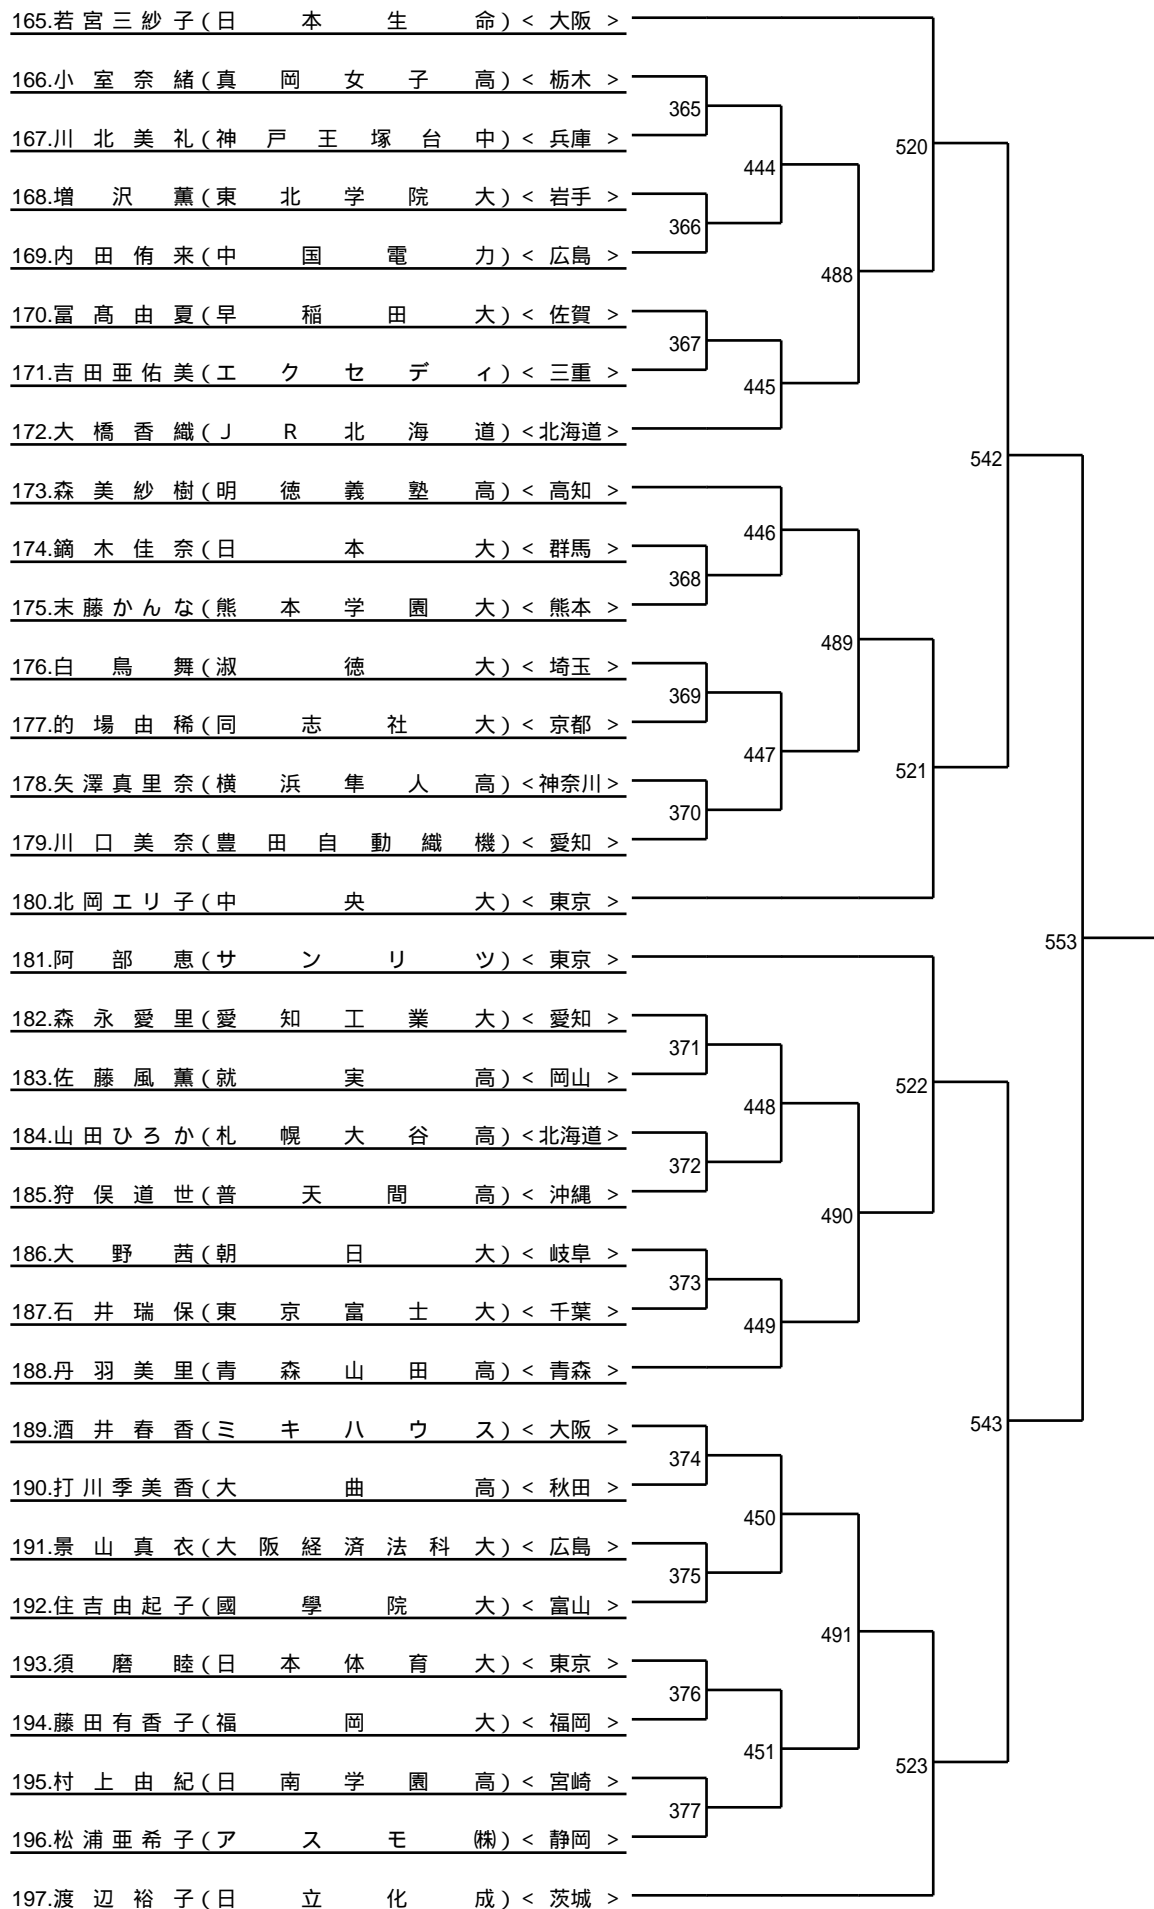 165.若宮三紗子(日本生命)< 大阪 >
166.小室奈緒(真岡女子高)< 栃木 >
365
167.川北美礼(神戸王塚台中)< 兵庫 >
520
444
168.増沢薫(東北学院大)< 岩手 >
366
169.内田侑来(中国電力)< 広島 >
488
170.冨髙由夏(早稲田大)< 佐賀 >
367
171.吉田亜佑美(エクセディ)< 三重 >
445
172.大橋香織(JR北海道)<北海道>
542
173.森美紗樹(明徳義塾高)< 高知 >
446
174.鏑木佳奈(日本大)< 群馬 >
368
175.末藤かんな(熊本学園大)< 熊本 >
489
176.白鳥舞(淑徳大)< 埼玉 >
369
177.的場由稀(同志社大)< 京都 >
447
521
178.矢澤真里奈(横浜隼人高)<神奈川>
370
179.川口美奈(豊田自動織機)< 愛知 >
180.北岡エリ子(中央大)< 東京 >
553
181.阿部恵(サンリツ)< 東京 >
182.森永愛里(愛知工業大)< 愛知 >
371
183.佐藤風薫(就実高)< 岡山 >
522
448
184.山田ひろか(札幌大谷高)<北海道>
372
185.狩俣道世(普天間高)< 沖縄 >
490
186.大野茜(朝日大)< 岐阜 >
373
187.石井瑞保(東京富士大)< 千葉 >
449
188.丹羽美里(青森山田高)< 青森 >
543
189.酒井春香(ミキハウス)< 大阪 >
374
190.打川季美香(大曲高)< 秋田 >
450
191.景山真衣(大阪経済法科大)< 広島 >
375
192.住吉由起子(國學院大)< 富山 >
491
193.須磨睦(日本体育大)< 東京 >
376
194.藤田有香子(福岡大)< 福岡 >
451
523
195.村上由紀(日南学園高)< 宮崎 >
377
196.松浦亜希子(アスモ㈱)< 静岡 >
197.渡辺裕子(日立化成)< 茨城 >